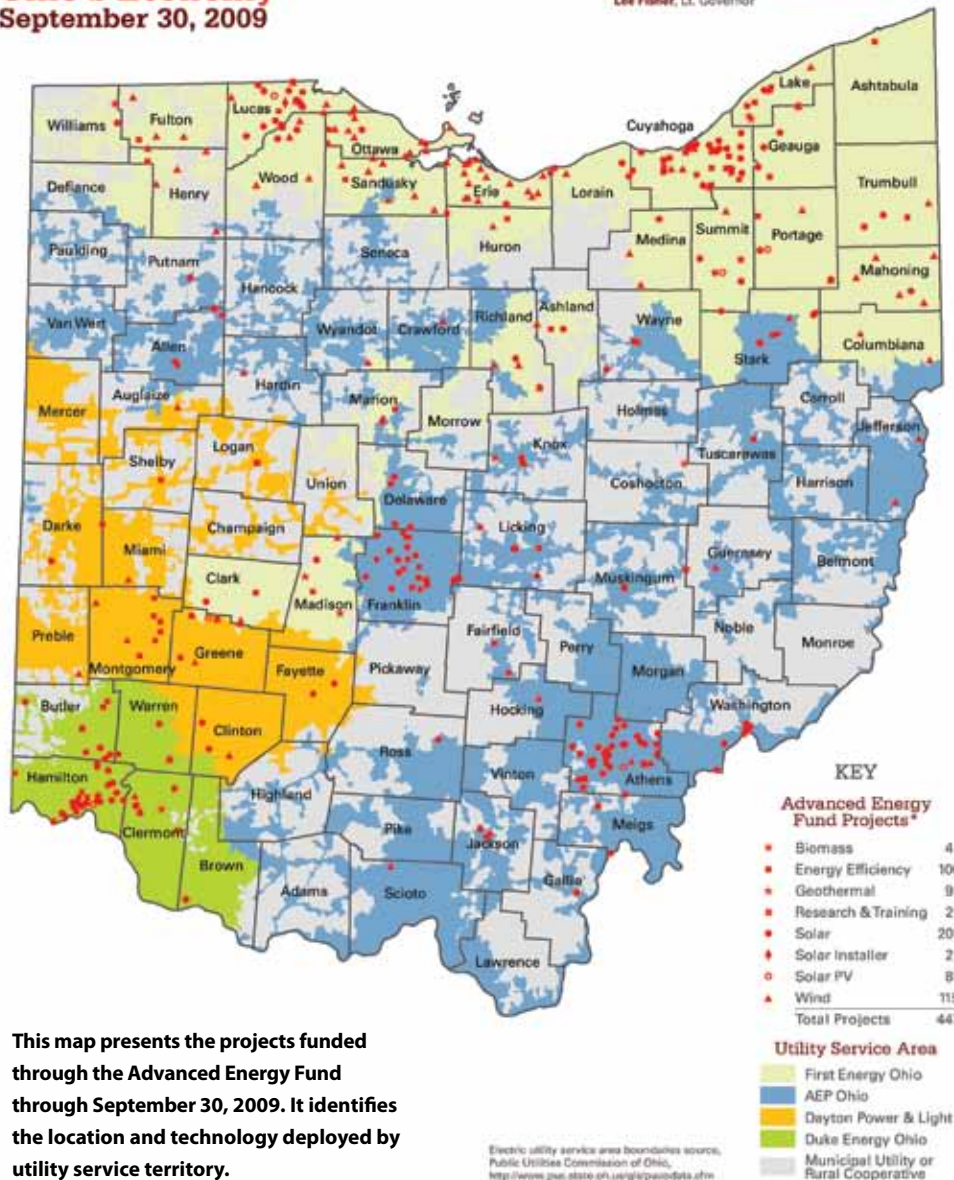 September 30, 2009
Lee Fisher, Lt. Governor
Williams
Fulton
Lucas
Ottawa
Cuyahoga
Lake
Ashtabula
Geauga
Defiance
Henry
Wood
Sandusky
Erie
Lorain
Trumbull
Paulding
Putnam
Hancock
Seneca
Huron
Medina
Summit
Portage
Mahoning
Van Wert
Allen
Wyandot
Crawford
Richland
Ashland
Wayne
Stark
Columbiana
Mercer
Auglaize
Hardin
Marion
Morrow
Holmes
Carroll
Jefferson
Shelby
Logan
Union
Delaware
Knox
Coshocton
Tuscarawas
Harrison
Darke
Miami
Champaign
Licking
Guernsey
Belmont
Clark
Madison
Franklin
Muskingum
Preble
Montgomery
Greene
Fayette
Pickaway
Fairfield
Perry
Noble
Monroe
Morgan
Butler
Warren
Clinton
Ross
Hocking
Washington
Hamilton
Clermont
Highland
Vinton
Athens
Brown
Pike
Jackson
Meigs
Adams
Scioto
Gallia
Lawrence
KEY
Advanced Energy
Fund Projects*
Biomass 4
Energy Efficiency
Geothermal 9
Research & Training 2
Solar
Solar Installer 2
Solar PV 8
Wind
Total Projects
Utility Service Area
First Energy Ohio
AEP Ohio
Dayton Power & Light
Duke Energy Ohio
Municipal Utility or
Rural Cooperative
This map presents the projects funded
through the Advanced Energy Fund
through September 30, 2009. It identifies
the location and technology deployed by
utility service territory.
Electric utility service area boundaries source,
Public Utilities Commission of Ohio,